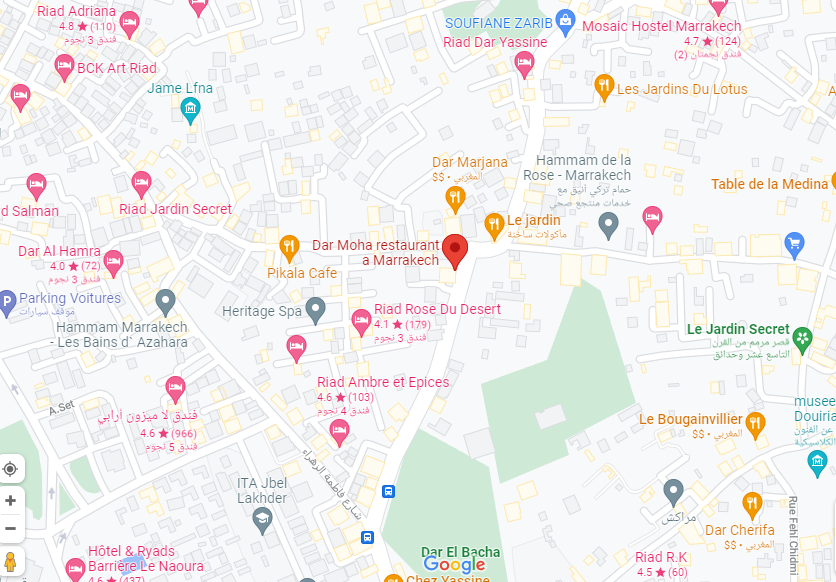 Riad Adriana
4.8 ★ (110)
فندق 3 نجوم
SOUFIANE ZARIB
Riad Dar Yassine
Mosaic Hostel Marrakech
4.7 ★ (124)
فندق نجمتان (2)
BCK Art Riad
Jame Lfna
Les Jardins Du Lotus
A
Dar Marjana
المغربي • $$
Hammam de la
Rose - Marrakech
حمام تركي أنيق مع
خدمات منتجع صحي
Table de la Medina
d Salman
Riad Jardin Secret
Le jardin
ماكولات ساخنة
Dar Moha restaurant
a Marrakech
Dar Al Hamra
4.0 ★ (72)
فندق 3 نجوم
Pikala Cafe
P
Parking Voitures
موقف سيارات
Heritage Spa
Hammam Marrakech
- Les Bains d` Azahara
Riad Rose Du Desert
4.1 ★ (179)
فندق 3 نجوم
Le Jardin Secret
قصر مرمم من القرن
التاسع عشر وحدائق
Riad Ambre et Epices
4.6 ★ (103)
فندق 4 نجوم
A.Set
فندق لا ميزون أرابي
4.6 ★ (966)
فندق 5 نجوم
Le Bougainvillier
المغربي • $$
musee
Douiria
عن الفنون
الكلاسيكية
شارع فاطمة الزهراء
ITA Jbel
Lakhder
مراكش
Dar Cherifa
المغربي • $$
Rue Fehl Chidmi
Hôtel & Ryads
Barrière Le Naoura
4.6 ★ (437)
Dar El Bacha
Google
Chez Yassine
Riad R.K
4.5 ★ (60)